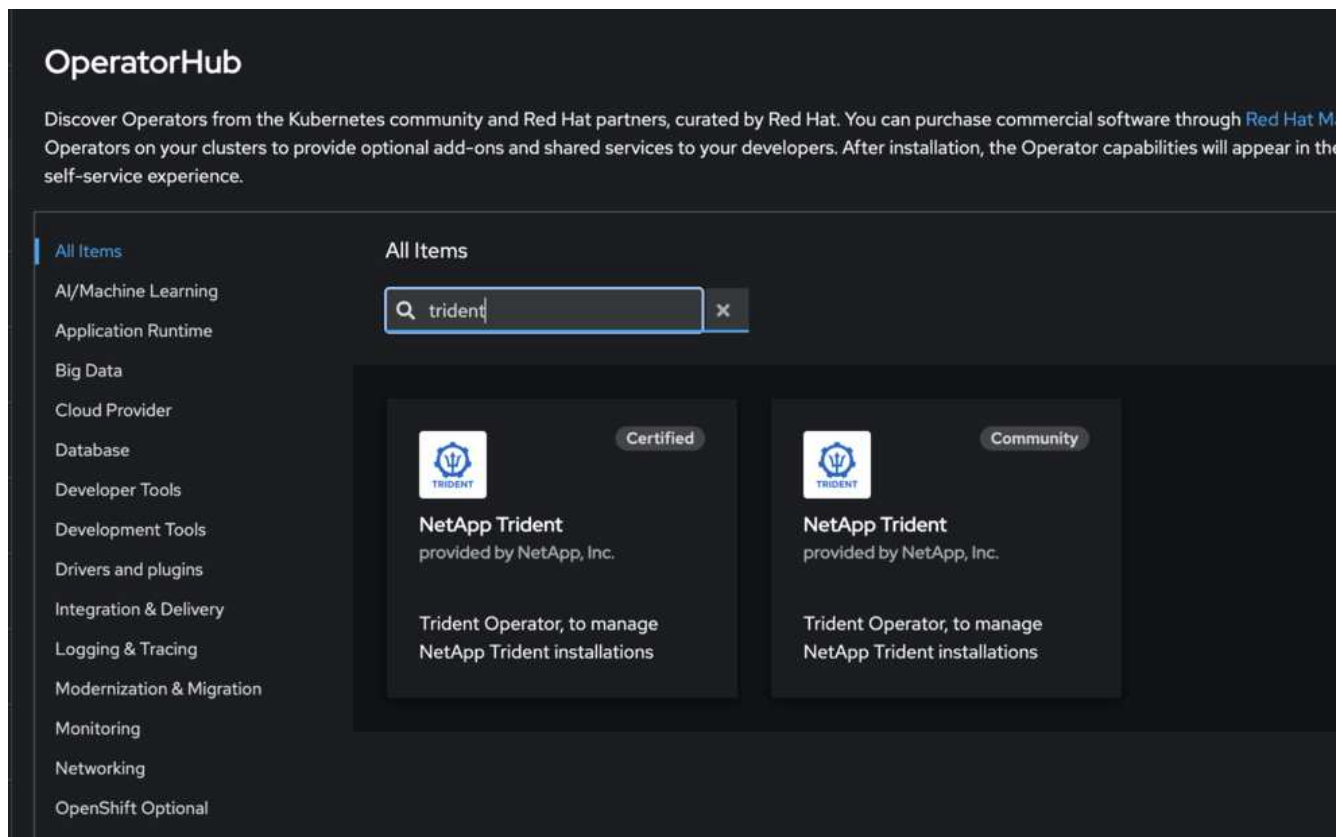 OperatorHub
Discover Operators from the Kubernetes community and Red Hat partners, curated by Red Hat. You can purchase commercial software through Red Hat
Operators on your clusters to provide optional add-ons and shared services to your developers. After installation, the Operator capabilities will appear in the
self-service experience.
All Items
AI/Machine Learning
Application Runtime
Big Data
Cloud Provider
Database
Developer Tools
Development Tools
Drivers and plugins
Integration & Delivery
Logging & Tracing
Modernization & Migration
Monitoring
Networking
OpenShift Optional
All Items
trident
Certified
TRIDENT
NetApp Trident
provided by NetApp, Inc.
Trident Operator, to manage
NetApp Trident installations
Community
TRIDENT
NetApp Trident
provided by NetApp, Inc.
Trident Operator, to manage
NetApp Trident installations